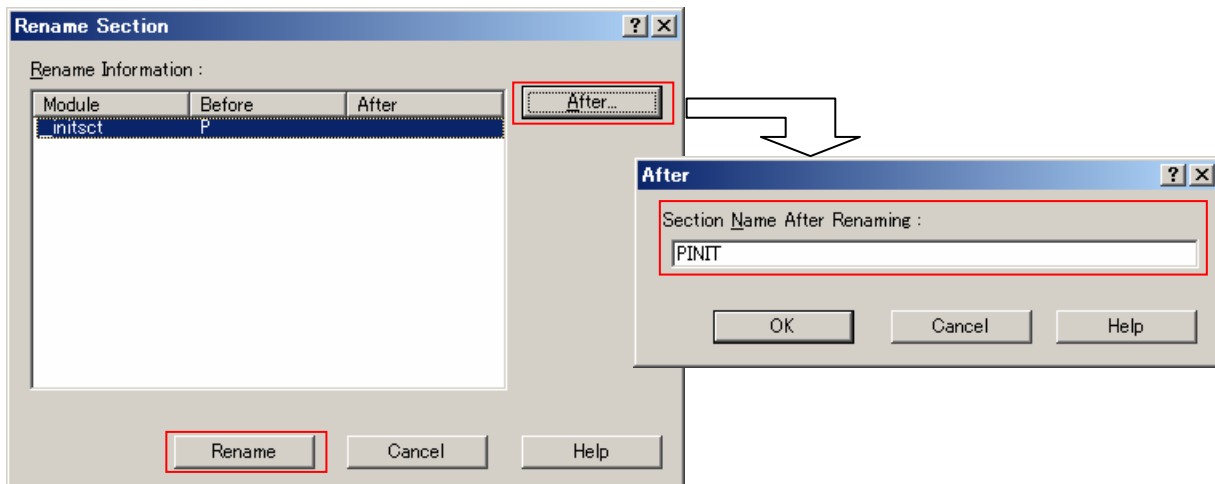 Rename Section
Rename Information :
Module Before After
__initsct P
After...
Rename Cancel Help
After
Section Name After Renaming :
PINIT
OK Cancel Help